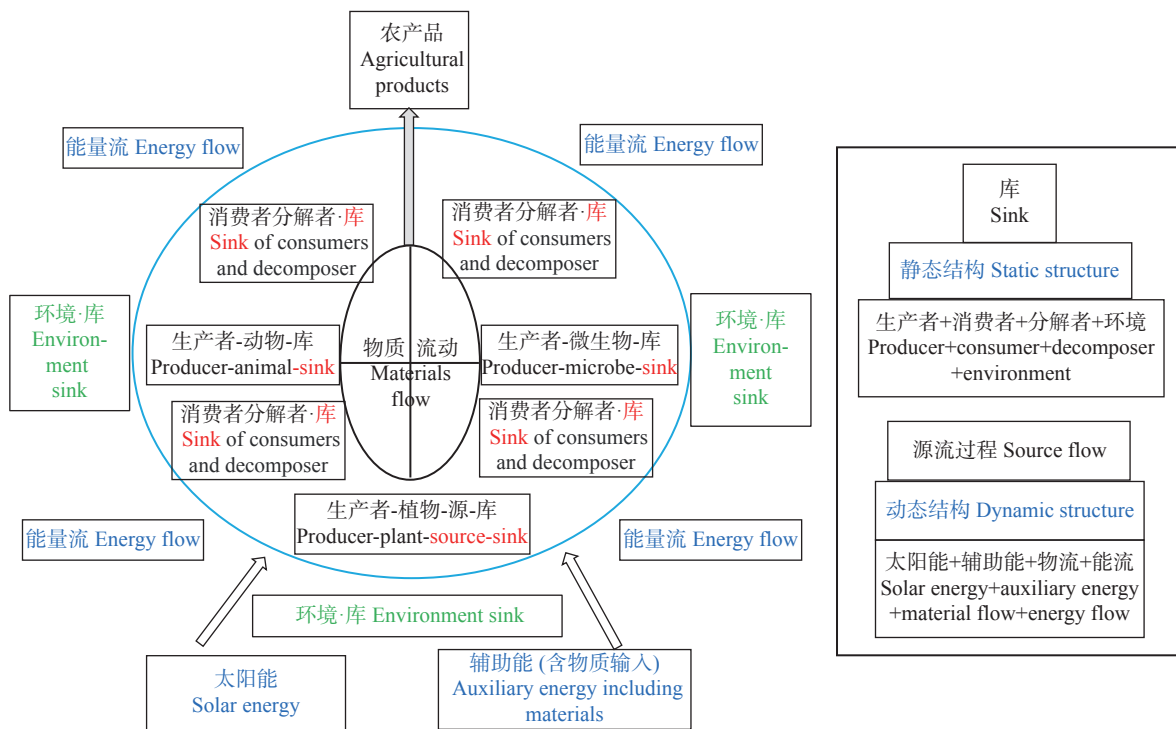 农产品
Agricultural
products
能量流 Energy flow
能量流 Energy flow
消费者分解者·库
Sink of consumers
and decomposer
消费者分解者·库
Sink of consumers
and decomposer
环境·库
Environ-
ment
sink
生产者-动物-库
Producer-animal-sink
物质 流动
Materials
flow
生产者-微生物-库
Producer-microbe-sink
环境·库
Environ-
ment
sink
消费者分解者·库
Sink of consumers
and decomposer
消费者分解者·库
Sink of consumers
and decomposer
生产者-植物-源-库
Producer-plant-source-sink
能量流 Energy flow
能量流 Energy flow
环境·库 Environment sink
太阳能
Solar energy
辅助能 (含物质输入)
Auxiliary energy including
materials
库
Sink
静态结构 Static structure
生产者+消费者+分解者+环境
Producer+consumer+decomposer
+environment
源流过程 Source flow
动态结构 Dynamic structure
太阳能+辅助能+物流+能流
Solar energy+auxiliary energy
+material flow+energy flow